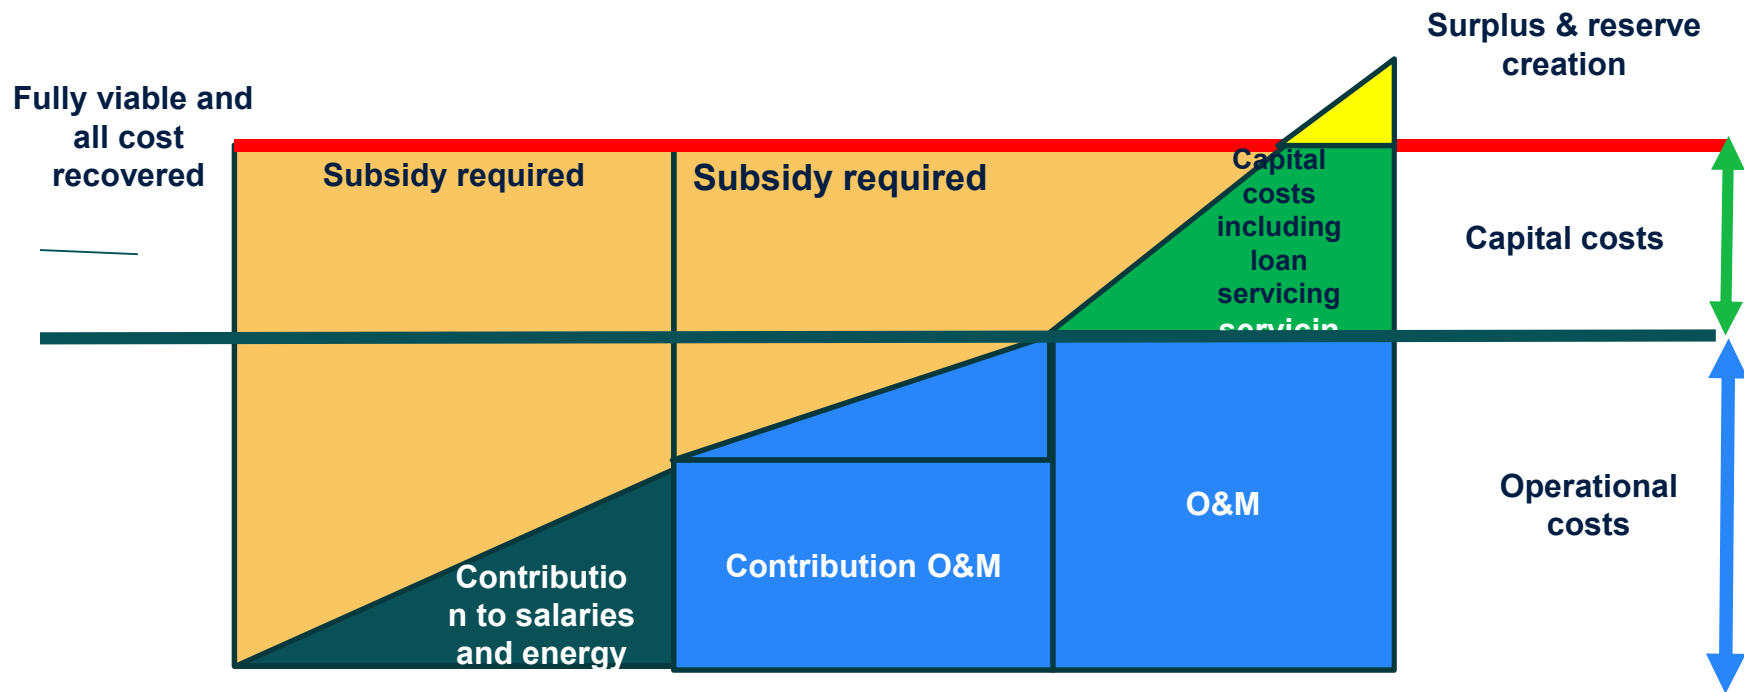 Surplus & reserve
creation
Fully viable and
all cost
recovered
Subsidy required
Subsidy required
Capital
costs
including
loan
servicing
servicin
Capital costs
Operational
costs
O&M
Contribution O&M
Contributio
n to salaries
and energy